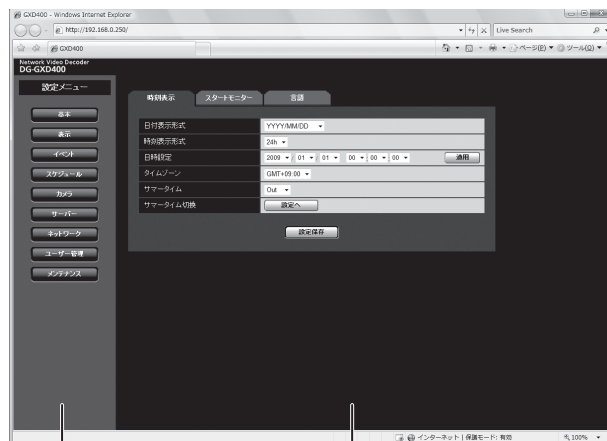 GXD400 - Windows Internet Explorer
http://192.168.0.250/
Live Search
GXD400
ページ(P) ツール(O)
Network Video Decoder
DG-GXD400
設定メニュー
基本
表示
イベント
スケジュール
カメラ
サーバー
ネットワーク
ユーザー管理
メンテナンス
時刻表示 スタートモニター 言語
日付表示形式 YYYY/MM/DD
時刻表示形式 24h
日時設定 2009 / 01 / 01 00 : 00 : 00 適用
タイムゾーン GMT+09:00
サマータイム Out
サマータイム切換 設定へ
設定保存
インターネット | 保護モード: 有効 100%